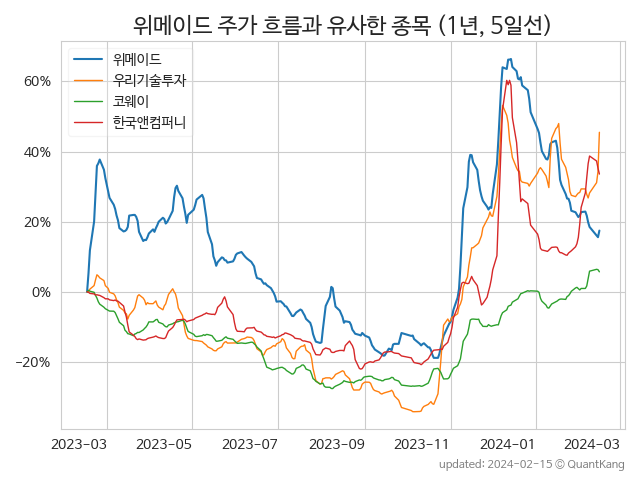 위메이드 주가 흐름과 유사한 종목 (1년, 5일선)
위메이드
우리기술투자
코웨이
한국앤컴퍼니
60%
40%
20%
0%
−20%
2023-03 2023-05 2023-07 2023-09 2023-11 2024-01 2024-03
updated: 2024-02-15 © QuantKang